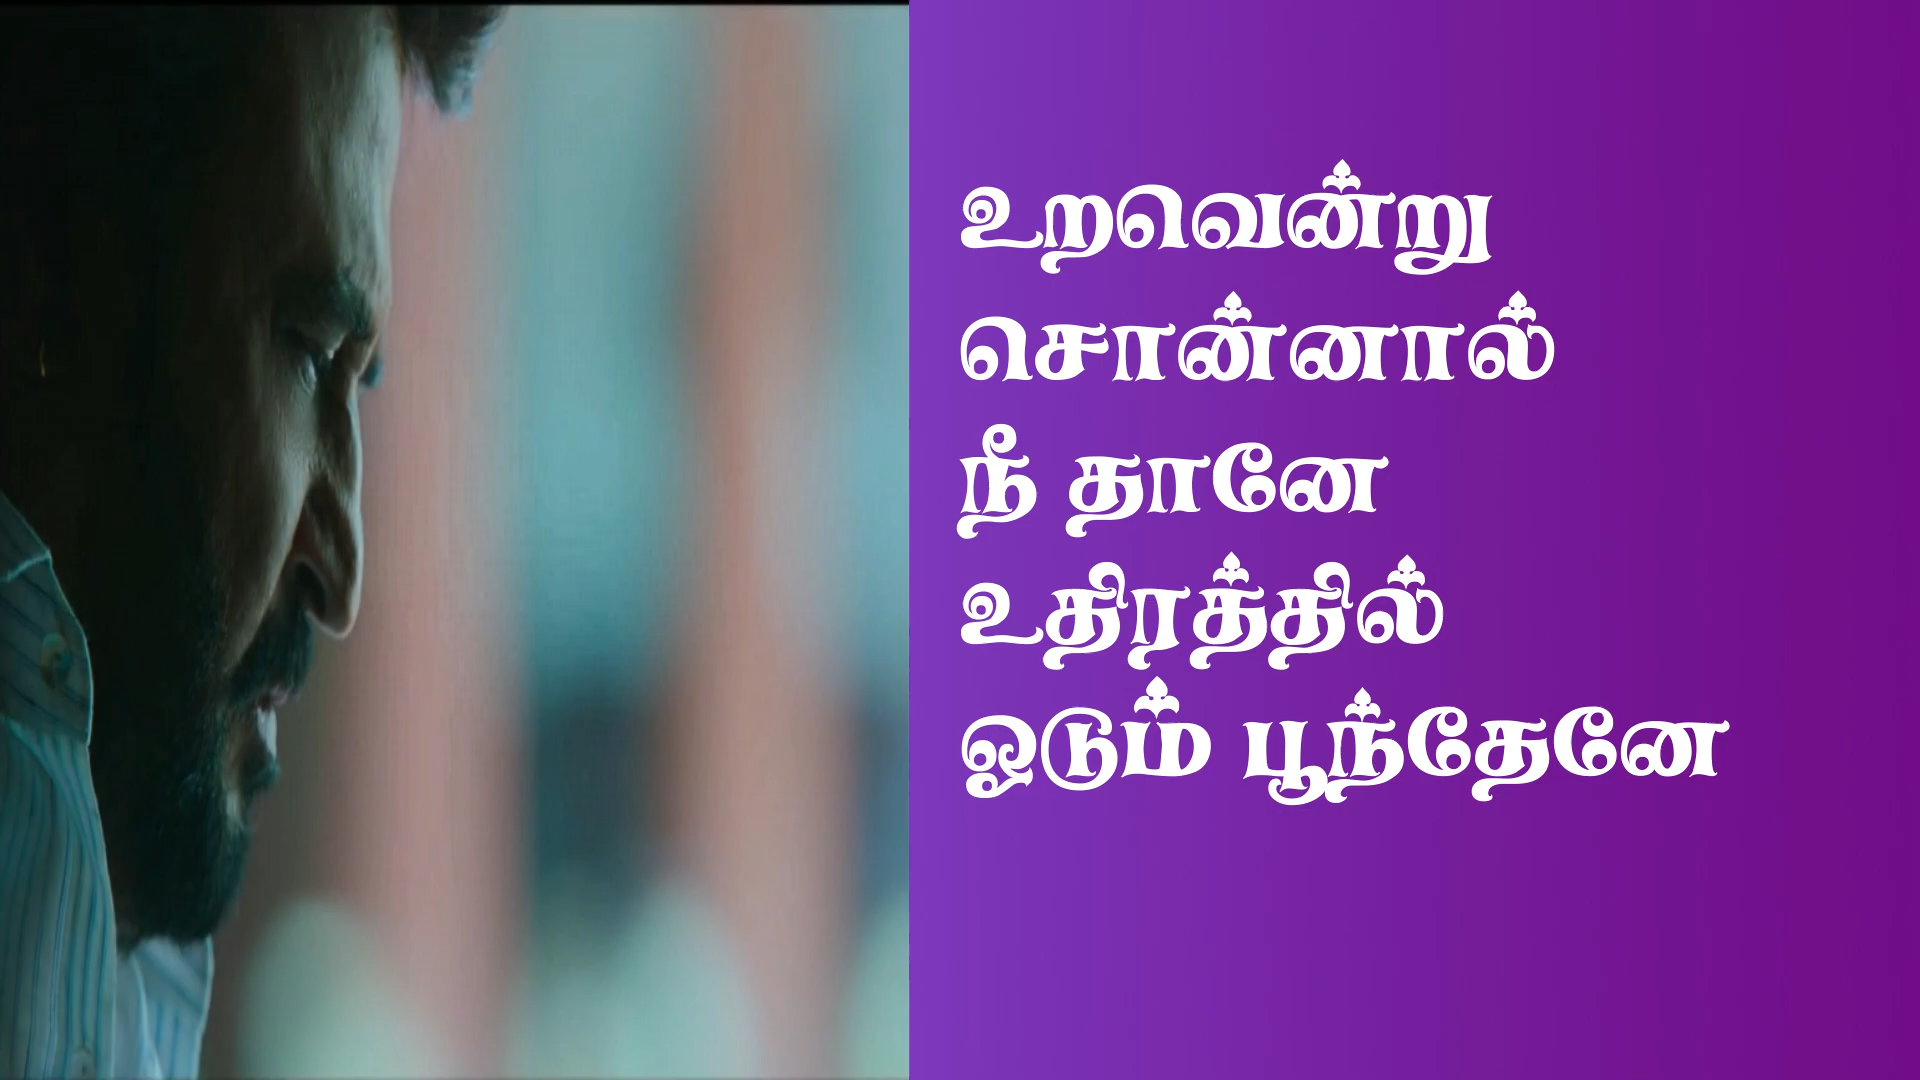 உறவென்று
சொன்னால்
நீ தானே
உதிரத்தில்
ஓடும் பூந்தேனே